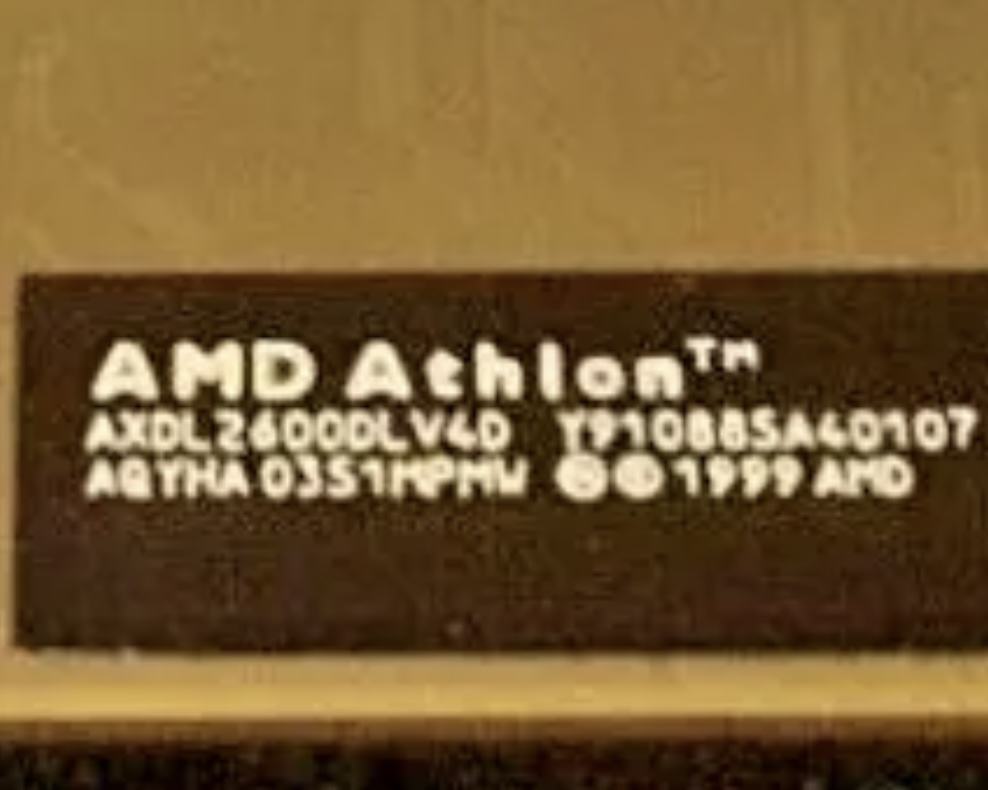 AMD Athlon™
AXDL2600DLV4D Y910885A40107
AQYHA 0351MPMW ©© 1999 AMD